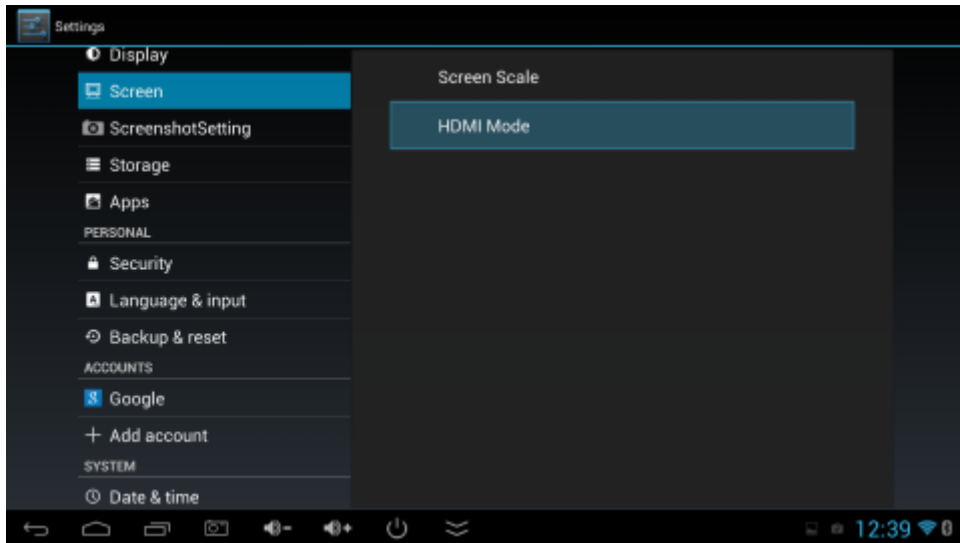 Settings
Display
Screen
ScreenshotSetting
Storage
Apps
PERSONAL
Security
Language & input
Backup & reset
ACCOUNTS
Google
Add account
SYSTEM
Date & time
Screen Scale
HDMI Mode
12:39